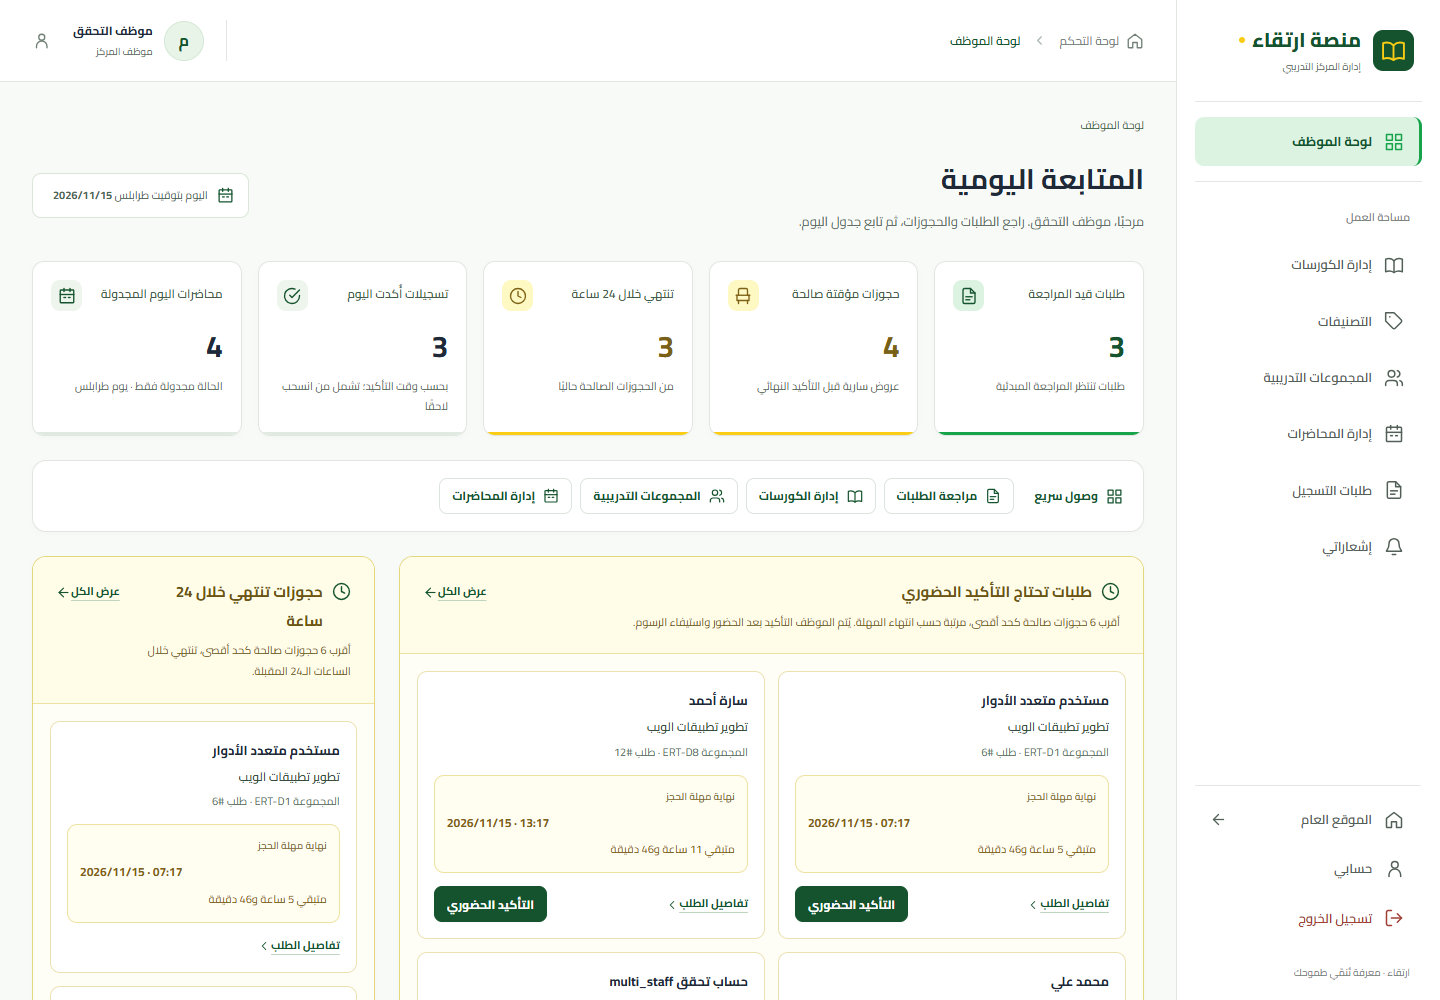 منصة ارتقاء
إدارة المركز التدريبي
لوحة الموظف
مساحة العمل
إدارة الكورسات
التصنيفات
المجموعات التدريبية
إدارة المحاضرات
طلبات التسجيل
إشعاراتي
الموقع العام
حسابي
تسجيل الخروج
ارتقاء · معرفة تُنمّي طموحك
لوحة التحكم
لوحة الموظف
م
موظف التحقق
موظف المركز
لوحة الموظف
المتابعة اليومية
مرحبًا، موظف التحقق. راجع الطلبات والحجوزات، ثم تابع جدول اليوم.
اليوم بتوقيت طرابلس 2026/11/15
طلبات قيد المراجعة
3
طلبات تنتظر المراجعة المبدئية
حجوزات مؤقتة صالحة
4
عروض سارية قبل التأكيد النهائي
تنتهي خلال 24 ساعة
3
من الحجوزات الصالحة حاليًا
تسجيلات أُكدت اليوم
3
بحسب وقت التأكيد؛ تشمل من انسحب
لاحقًا
محاضرات اليوم المجدولة
4
الحالة مجدولة فقط · يوم طرابلس
وصول سريع
مراجعة الطلبات
إدارة الكورسات
المجموعات التدريبية
إدارة المحاضرات
طلبات تحتاج التأكيد الحضوري
عرض الكل
أقرب 6 حجوزات صالحة كحد أقصى، مرتبة حسب انتهاء المهلة. يُتم الموظف التأكيد بعد الحضور واستيفاء الرسوم.
مستخدم متعدد الأدوار
تطوير تطبيقات الويب
المجموعة ERT-D1 · طلب #6
نهاية مهلة الحجز
2026/11/15 · 07:17
متبقي 5 ساعة و46 دقيقة
تفاصيل الطلب
التأكيد الحضوري
سارة أحمد
تطوير تطبيقات الويب
المجموعة ERT-D8 · طلب #12
نهاية مهلة الحجز
2026/11/15 · 13:17
متبقي 11 ساعة و46 دقيقة
تفاصيل الطلب
التأكيد الحضوري
محمد علي
حساب تحقق multi_staff
حجوزات تنتهي خلال 24
ساعة
عرض الكل
أقرب 6 حجوزات صالحة كحد أقصى، تنتهي خلال
الساعات الـ24 المقبلة.
مستخدم متعدد الأدوار
تطوير تطبيقات الويب
المجموعة ERT-D1 · طلب #6
نهاية مهلة الحجز
2026/11/15 · 07:17
متبقي 5 ساعة و46 دقيقة
تفاصيل الطلب